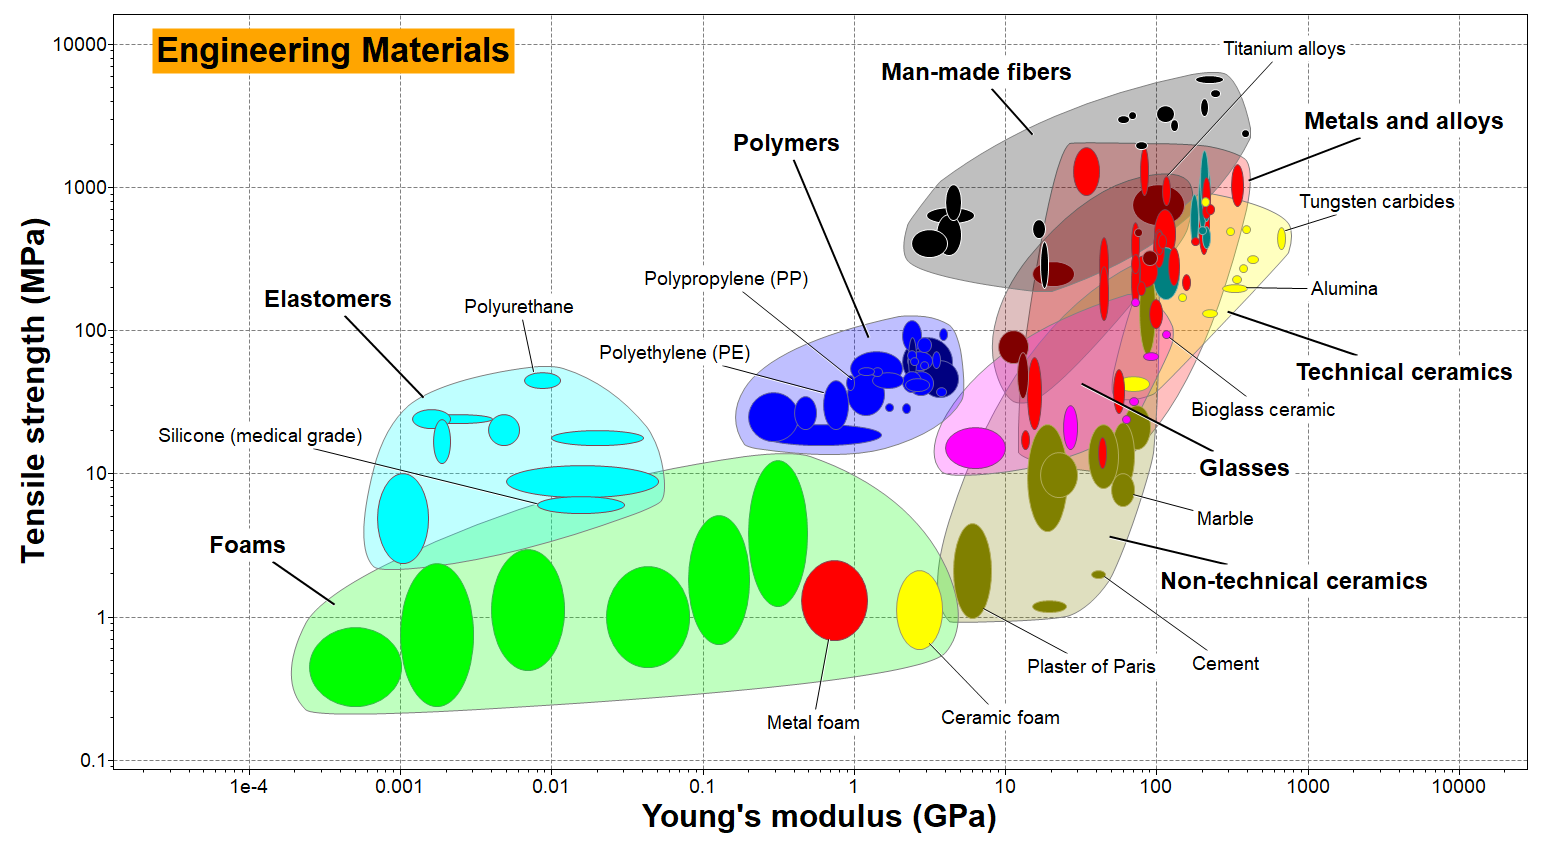 Engineering Materials
Titanium alloys
Man-made fibers
Metals and alloys
Polymers
Tungsten carbides
Polypropylene (PP)
Elastomers
Polyurethane
Alumina
Polyethylene (PE)
Technical ceramics
Bioglass ceramic
Silicone (medical grade)
Glasses
Marble
Foams
Non-technical ceramics
Plaster of Paris
Cement
Metal foam
Ceramic foam
Tensile strength (MPa)
10000
1000
100
10
1
0.1
1e-4 0.001 0.01 0.1 1 10 100 1000 10000
Young's modulus (GPa)